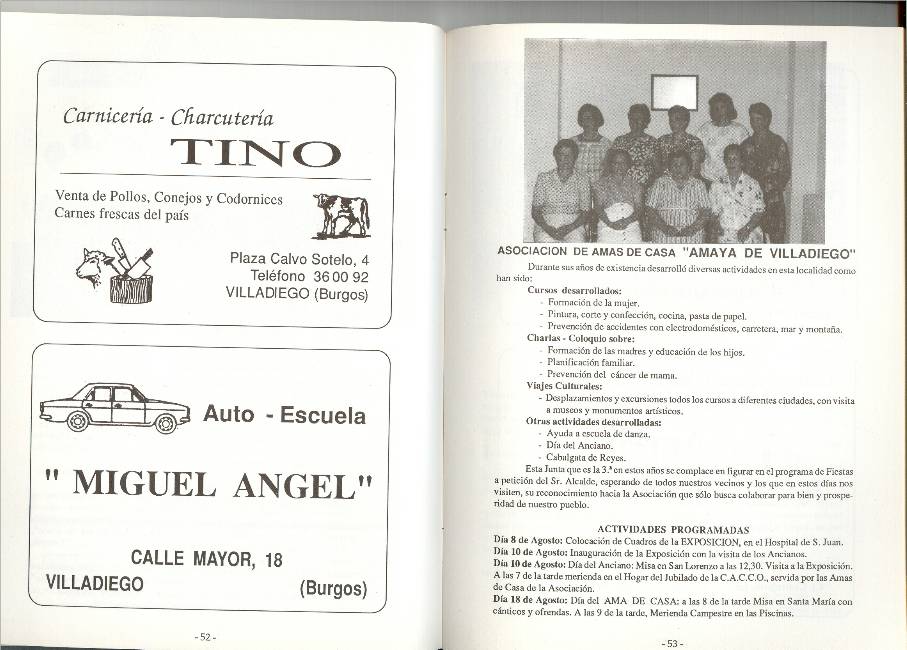 Carnicería - Charcutería
TINO
Venta de Pollos, Conejos y Codornices
Carnes frescas del país
Plaza Calvo Sotelo, 4
Teléfono 36 00 92
VILLADIEGO (Burgos)
Auto - Escuela
" MIGUEL ANGEL"
CALLE MAYOR, 18
VILLADIEGO (Burgos)
- 52 -
ASOCIACION DE AMAS DE CASA "AMAYA DE VILLADIEGO"
Durante sus años de existencia desarrolló diversas actividades en esta localidad como
han sido:
Cursos desarrollados:
- Formación de la mujer.
- Pintura, corte y confección, cocina, pasta de papel.
- Prevención de accidentes con electrodomésticos, carretera, mar y montaña.
Charlas - Coloquio sobre:
- Formación de las madres y educación de los hijos.
- Planificación familiar.
- Prevención del cáncer de mama.
Viajes Culturales:
- Desplazamientos y excursiones todos los cursos a diferentes ciudades, con visita
a museos y monumentos artísticos.
Otras actividades desarrolladas:
- Ayuda a escuela de danza.
- Día del Anciano.
- Cabalgata de Reyes.
Esta Junta que es la 3.ª en estos años se complace en figurar en el programa de Fiestas
a petición del Sr. Alcalde, esperando de todos nuestros vecinos y los que en estos días nos
visiten, su reconocimiento hacia la Asociación que sólo busca colaborar para bien y prospe-
ridad de nuestro pueblo.
ACTIVIDADES PROGRAMADAS
Día 8 de Agosto: Colocación de Cuadros de la EXPOSICION, en el Hospital de S. Juan.
Día 10 de Agosto: Inauguración de la Exposición con la visita de los Ancianos.
Día 10 de Agosto: Día del Anciano: Misa en San Lorenzo a las 12,30. Visita a la Exposición.
A las 7 de la tarde merienda en el Hogar del Jubilado de la C.A.C.C.O., servida por las Amas
de Casa de la Asociación.
Día 18 de Agosto: Día del AMA DE CASA: a las 8 de la tarde Misa en Santa María con
cánticos y ofrendas. A las 9 de la tarde, Merienda Campestre en las Piscinas.
- 53 -